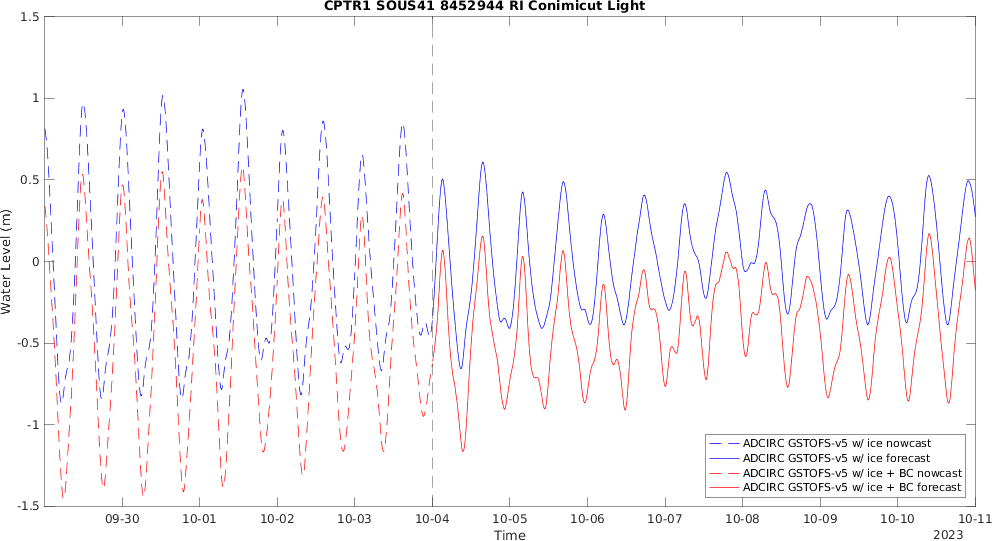 CPTR1 SOUS41 8452944 RI Conimicut Light
1.5
1
0.5
0
-0.5
-1
-1.5
Water Level (m)
ADCIRC GSTOFS-v5 w/ ice nowcast
ADCIRC GSTOFS-v5 w/ ice forecast
ADCIRC GSTOFS-v5 w/ ice + BC nowcast
ADCIRC GSTOFS-v5 w/ ice + BC forecast
09-30 10-01 10-02 10-03 10-04 10-05 10-06 10-07 10-08 10-09 10-10 10-11
Time
2023